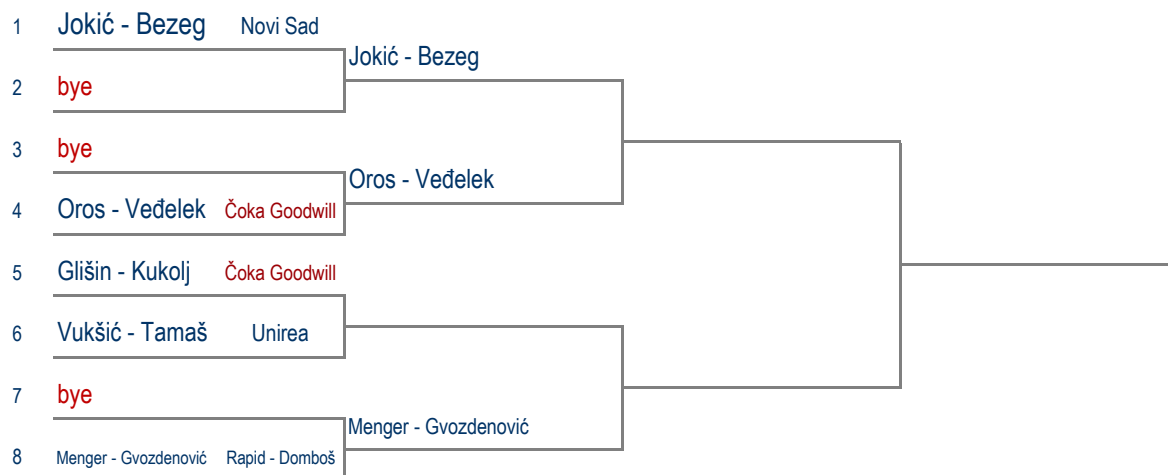 1 Jokić - Bezeg Novi Sad
Jokić - Bezeg
2 bye
3 bye
Oros - Veđelek
4 Oros - Veđelek Čoka Goodwill
5 Glišin - Kukolj Čoka Goodwill
6 Vukšić - Tamaš Unirea
7 bye
Menger - Gvozdenović
8 Menger - Gvozdenović Rapid - Domboš